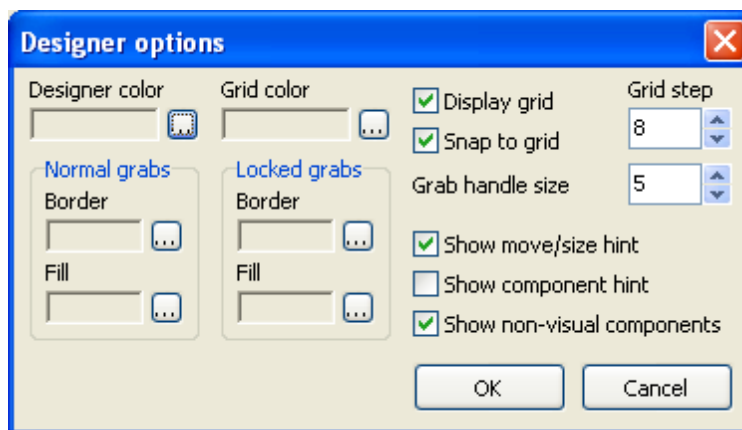 Designer options
Designer color
Grid color
...
...
Normal grabs
Border
...
Fill
...
Locked grabs
Border
...
Fill
...
Display grid
Snap to grid
Grid step
8
Grab handle size
5
Show move/size hint
Show component hint
Show non-visual components
OK
Cancel